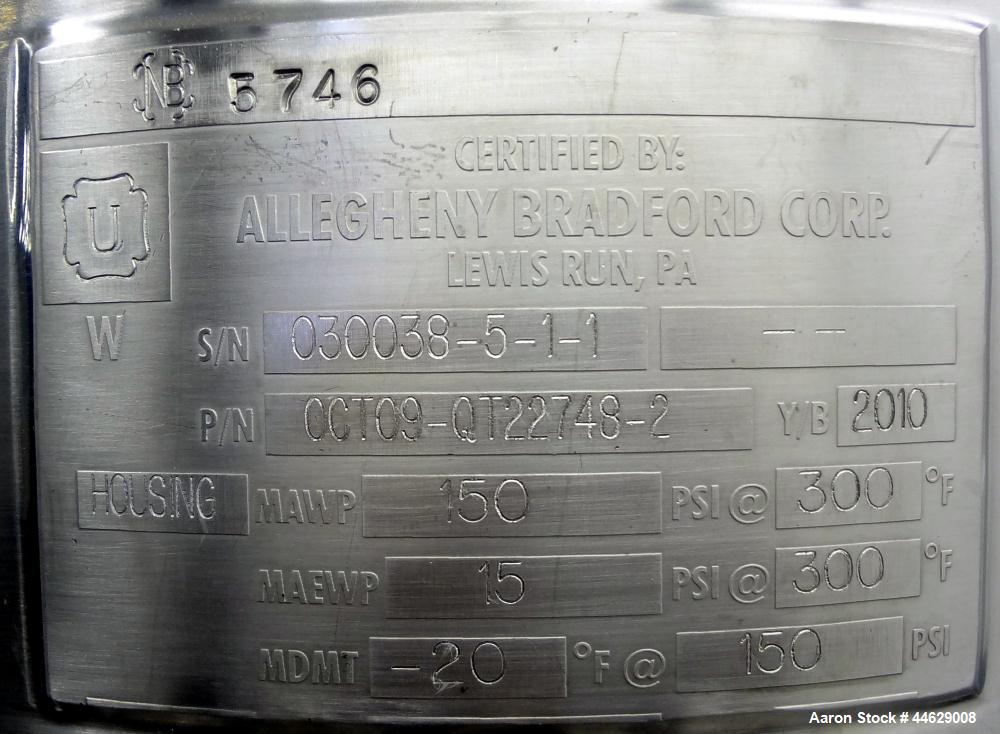 NB 5746
CERTIFIED BY:
U
ALLEGHENY BRADFORD CORP.
LEWIS RUN, PA
W S/N 030038-5-1-1 — —
P/N OCT09-QT22748-2 Y/B 2010
HOUSING MAWP 150 PSI @ 300 °F
MAEWP 15 PSI @ 300 °F
MDMT -20 °F @ 150 PSI
Aaron Stock # 44629008